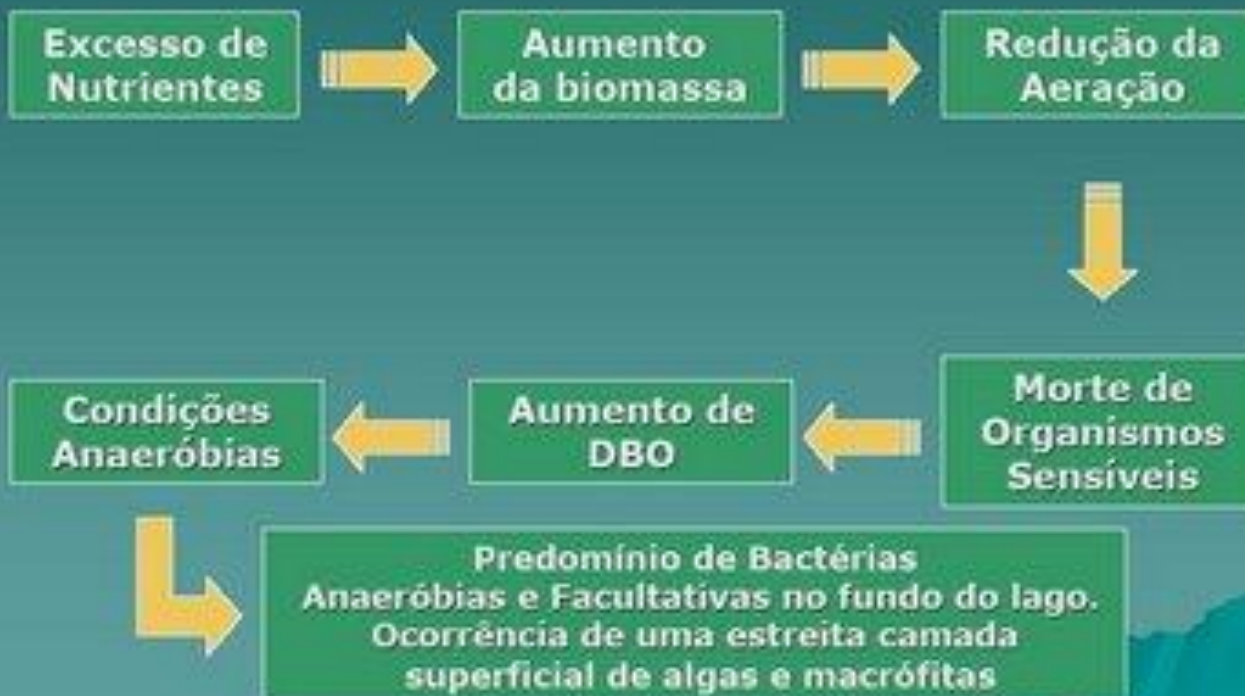 Excesso de
Nutrientes
Aumento
da biomassa
Redução da
Aeração
Morte de
Organismos
Sensíveis
Aumento de
DBO
Condições
Anaeróbias
Predomínio de Bactérias
Anaeróbias e Facultativas no fundo do lago.
Ocorrência de uma estreita camada
superficial de algas e macrófitas